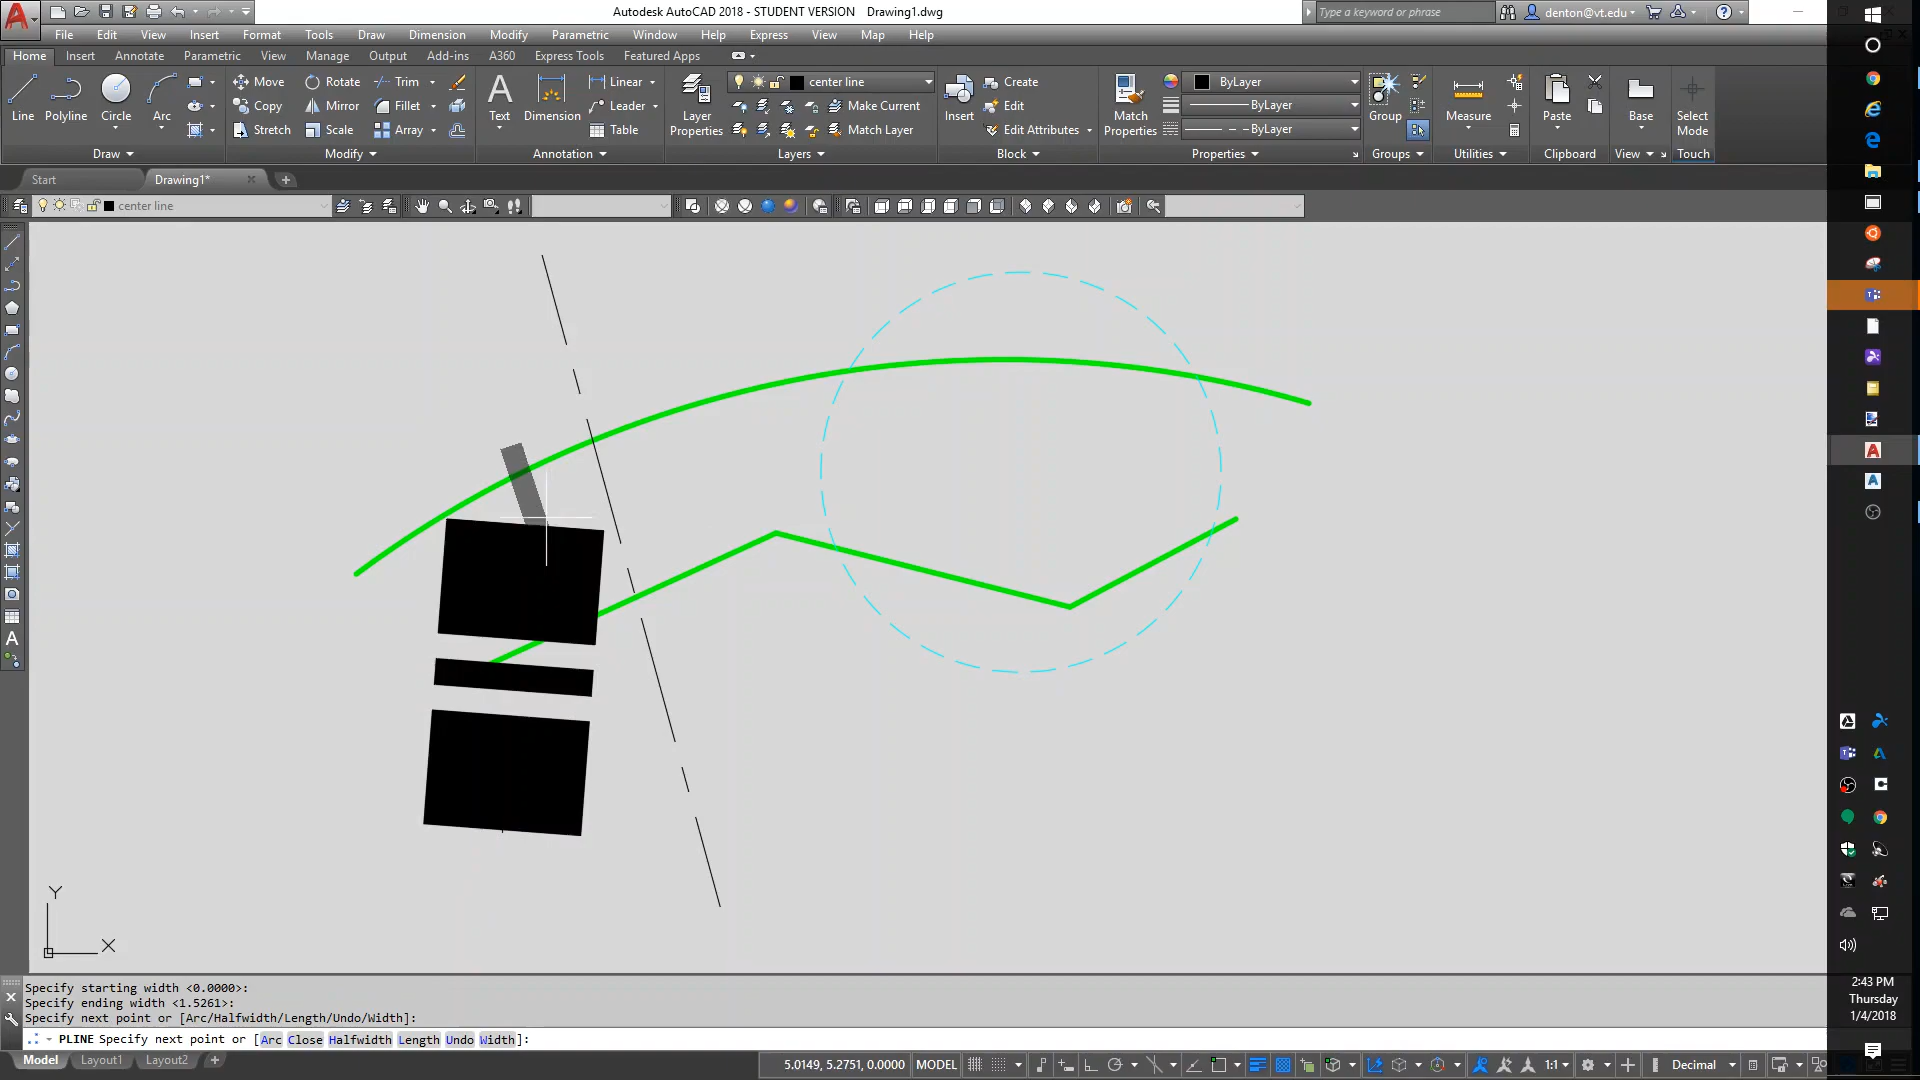 Autodesk AutoCAD 2018 - STUDENT VERSION Drawing1.dwg
Type a keyword or phrase
denton@vt.edu
File Edit View Insert Format Tools Draw Dimension Modify Parametric Window Help Express View Map Help
Home Insert Annotate Parametric View Manage Output Add-ins A360 Express Tools Featured Apps
Line Polyline Circle Arc
Move Rotate Trim
Copy Mirror Fillet
Stretch Scale Array
Text Dimension
Linear
Leader
Table
Layer Properties
center line
Make Current
Match Layer
Insert
Create
Edit
Edit Attributes
Match Properties
ByLayer
ByLayer
ByLayer
Group
Measure
Paste
Base
Select Mode
Draw Modify Annotation Layers Block Properties Groups Utilities Clipboard View Touch
Start Drawing1*
center line
Y
X
Specify starting width <0.0000>:
Specify ending width <1.5261>:
Specify next point or [Arc/Halfwidth/Length/Undo/Width]:
PLINE Specify next point or [Arc Close Halfwidth Length Undo Width]:
Model Layout1 Layout2
5.0149, 5.2751, 0.0000 MODEL
1:1
Decimal
2:43 PM
Thursday
1/4/2018